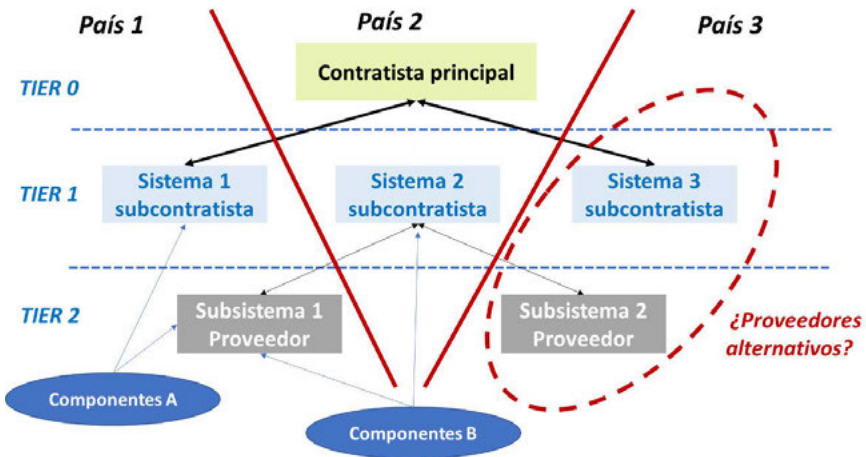 País 1
País 2
País 3
Contratista principal
TIER 0
Sistema 1
subcontratista
Sistema 2
subcontratista
Sistema 3
subcontratista
TIER 1
Subsistema 1
Proveedor
Subsistema 2
Proveedor
TIER 2
¿Proveedores
alternativos?
Componentes A
Componentes B